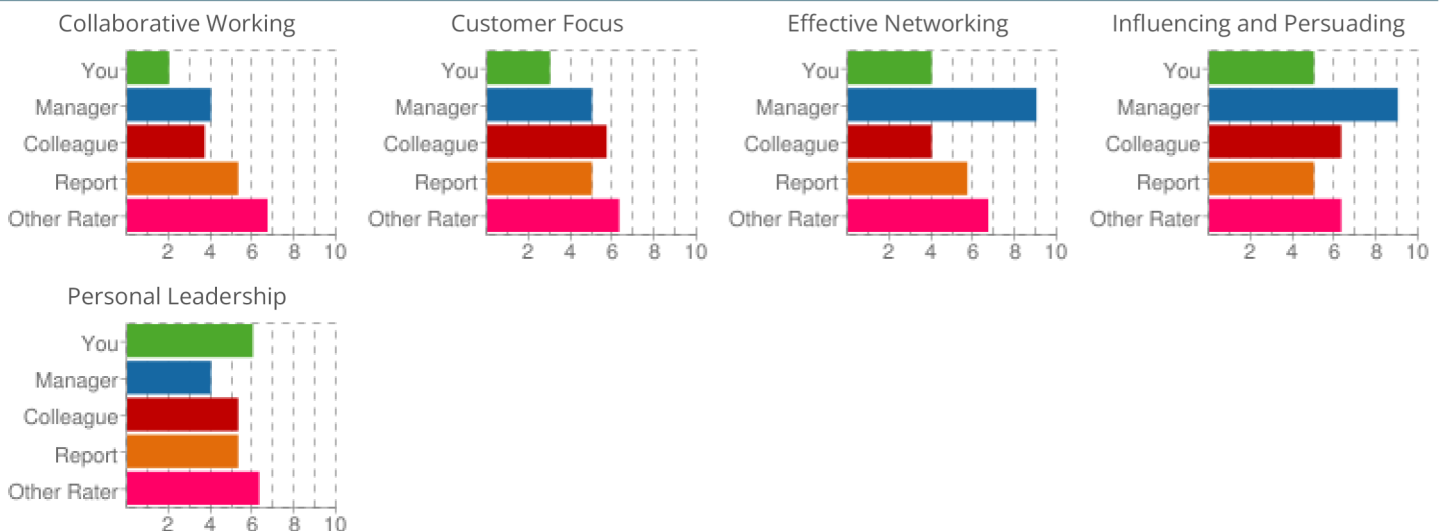 Collaborative Working
You
Manager
Colleague
Report
Other Rater
2 4 6 8 10
Customer Focus
You
Manager
Colleague
Report
Other Rater
2 4 6 8 10
Effective Networking
You
Manager
Colleague
Report
Other Rater
2 4 6 8 10
Influencing and Persuading
You
Manager
Colleague
Report
Other Rater
2 4 6 8 10
Personal Leadership
You
Manager
Colleague
Report
Other Rater
2 4 6 8 10